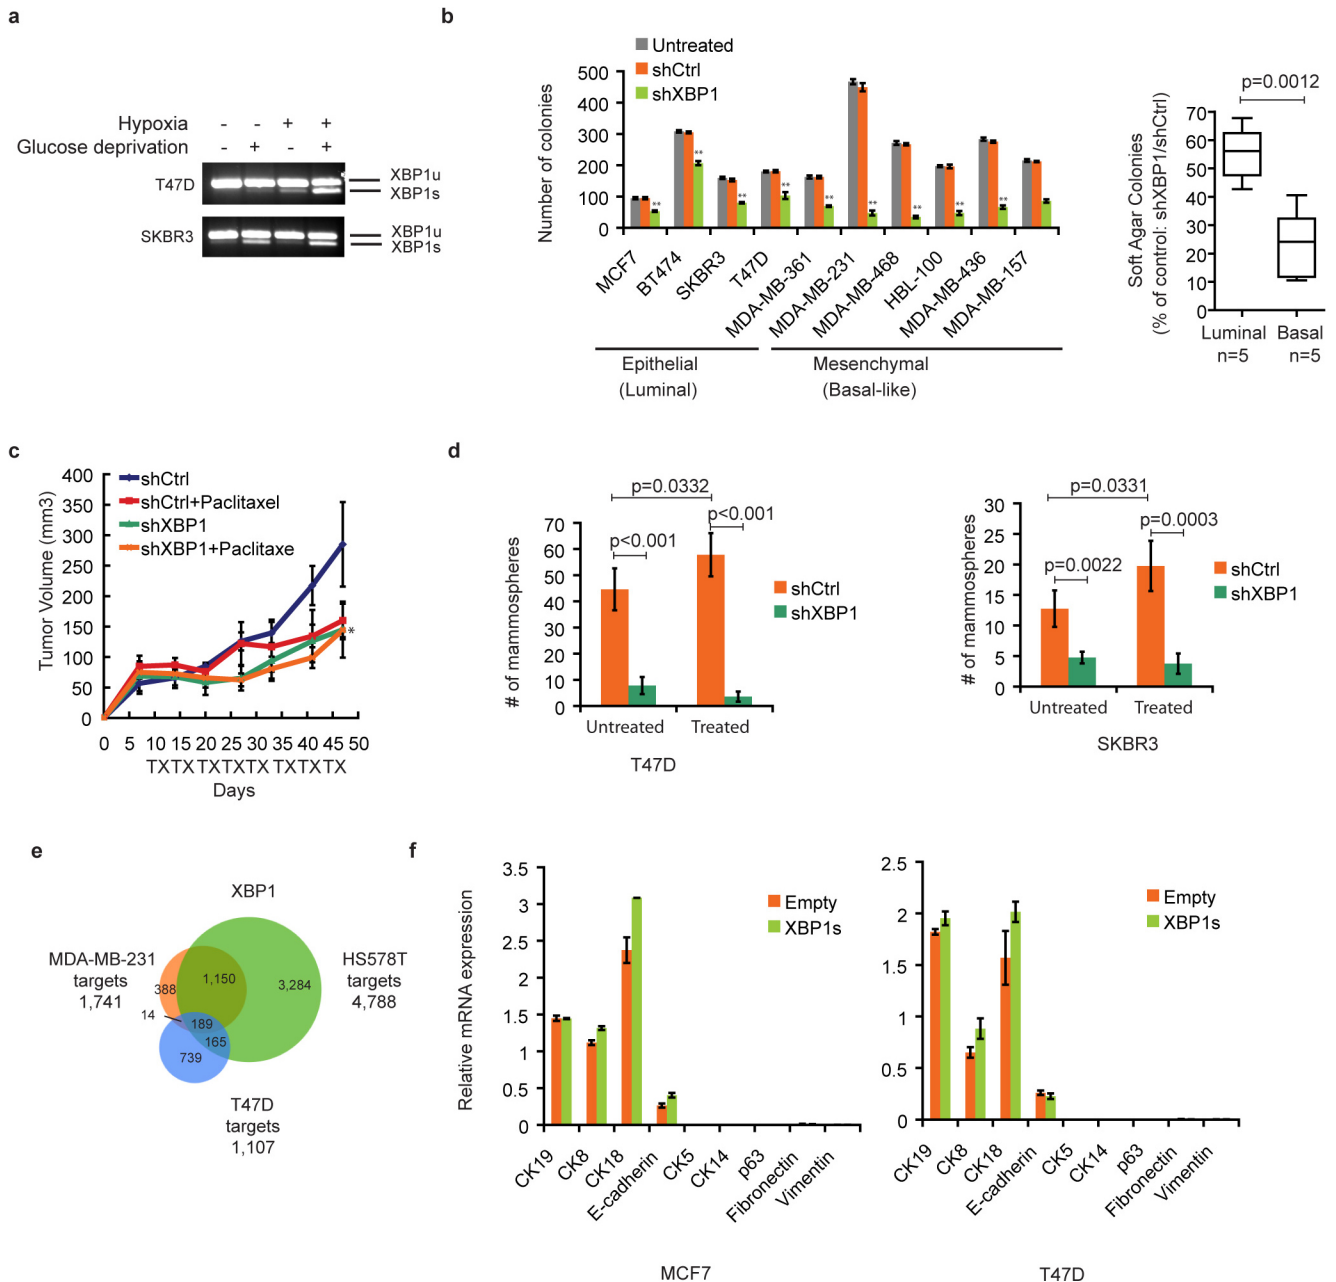 a
Hypoxia - - + +
Glucose deprivation - + - +
T47D
XBP1u
XBP1s
SKBR3
XBP1u
XBP1s
b
Untreated
shCtrl
shXBP1
Number of colonies
500
400
300
200
100
0
**
**
**
**
**
**
**
**
**
MCF7
BT474
SKBR3
T47D
MDA-MB-361
MDA-MB-231
MDA-MB-468
HBL-100
MDA-MB-436
MDA-MB-157
Epithelial
(Luminal)
Mesenchymal
(Basal-like)
p=0.0012
Soft Agar Colonies
(% of control: shXBP1/shCtrl)
70
60
50
40
30
20
10
0
Luminal
n=5
Basal
n=5
c
shCtrl
shCtrl+Paclitaxel
shXBP1
shXBP1+Paclitaxe
Tumor Volume (mm3)
400
350
300
250
200
150
100
50
0
*
0 5 10 15 20 25 30 35 40 45 50
TXTX TXTXTX TXTXTX
Days
d
p=0.0332
p<0.001
p<0.001
# of mammospheres
70
60
50
40
30
20
10
0
shCtrl
shXBP1
Untreated
Treated
T47D
p=0.0331
p=0.0003
p=0.0022
# of mammospheres
30
25
20
15
10
5
0
shCtrl
shXBP1
Untreated
Treated
SKBR3
e
XBP1
MDA-MB-231
targets
1,741
HS578T
targets
4,788
388
1,150
3,284
14
189
165
739
T47D
targets
1,107
f
Relative mRNA expression
3.5
3
2.5
2
1.5
1
0.5
0
Empty
XBP1s
CK19
CK8
CK18
E-cadherin
CK5
CK14
p63
Fibronectin
Vimentin
MCF7
2.5
2
1.5
1
0.5
0
Empty
XBP1s
CK19
CK8
CK18
E-cadherin
CK5
CK14
p63
Fibronectin
Vimentin
T47D